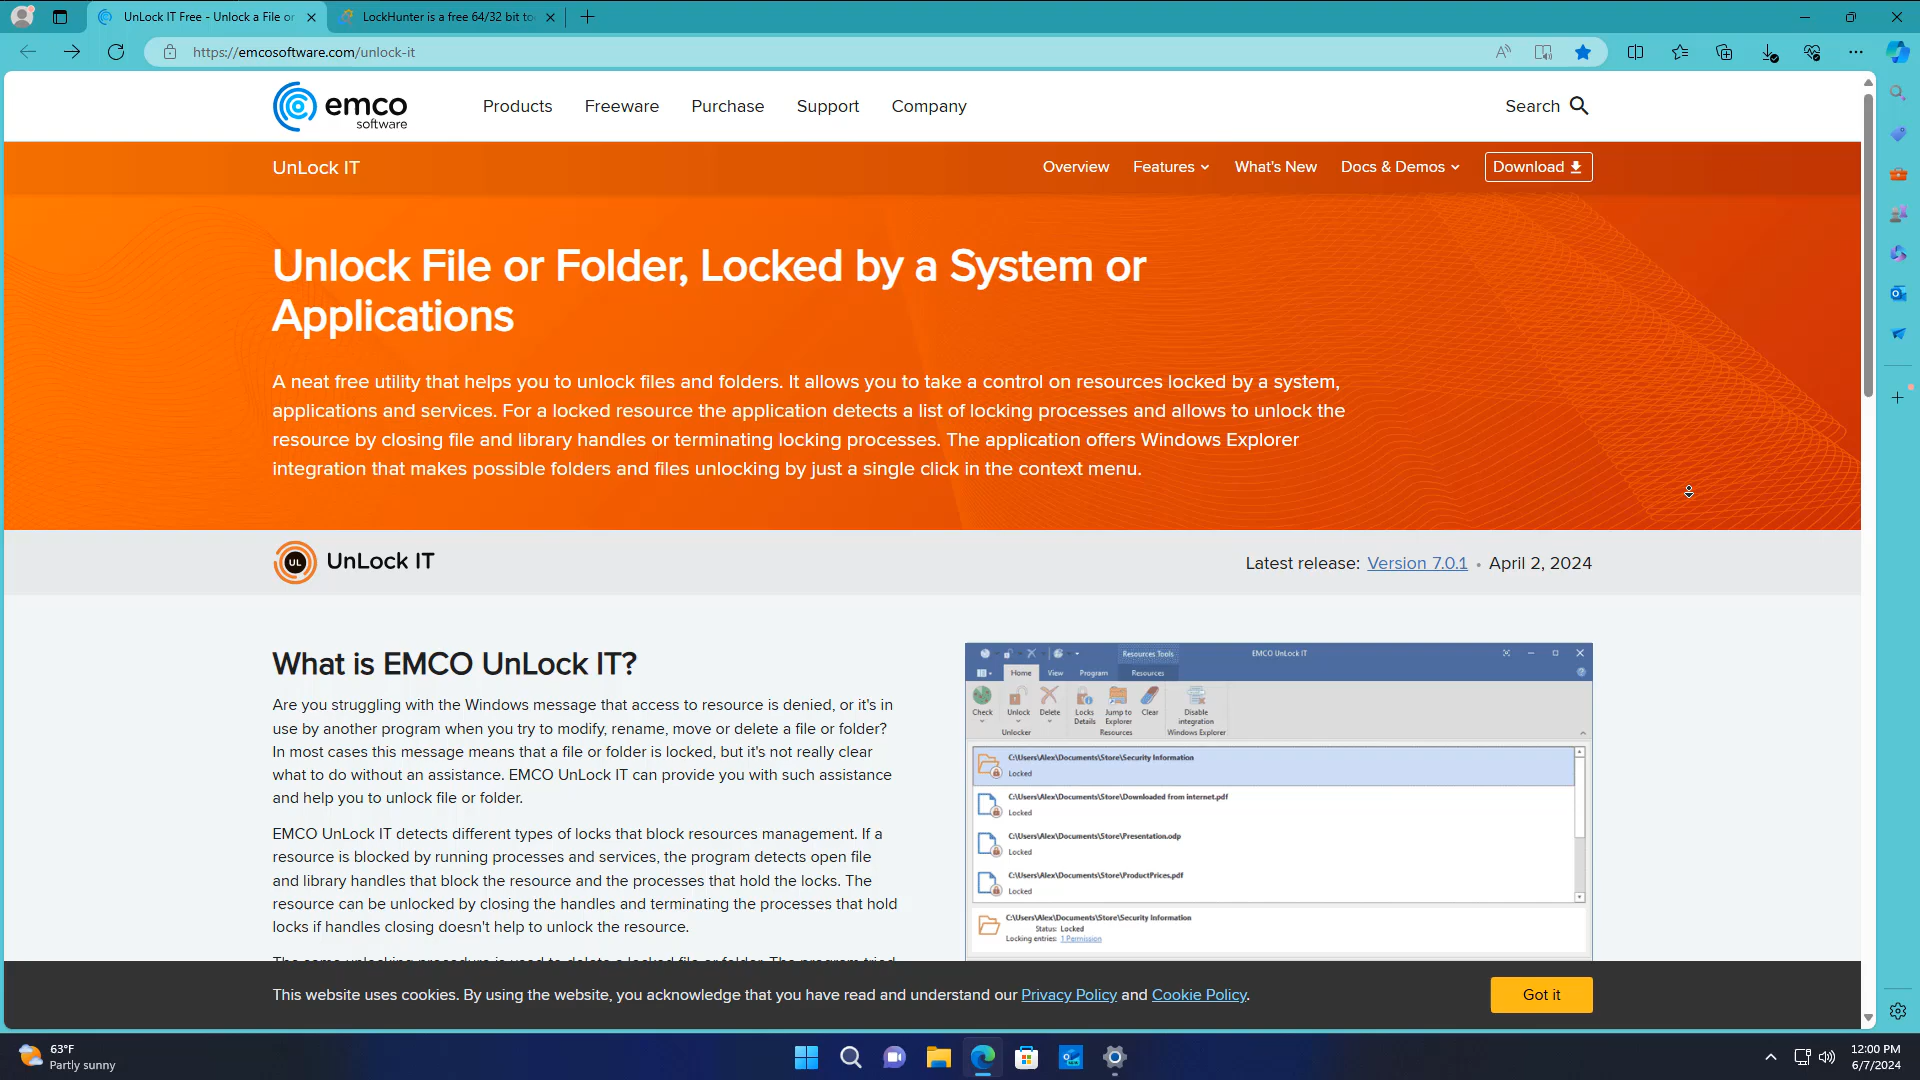 UnLock IT Free - Unlock a File or
LockHunter is a free 64/32 bit to
https://emcosoftware.com/unlock-it
emco
software
Products
Freeware
Purchase
Support
Company
Search
UnLock IT
Overview
Features
What's New
Docs & Demos
Download
Unlock File or Folder, Locked by a System or
Applications
A neat free utility that helps you to unlock files and folders. It allows you to take a control on resources locked by a system,
applications and services. For a locked resource the application detects a list of locking processes and allows to unlock the
resource by closing file and library handles or terminating locking processes. The application offers Windows Explorer
integration that makes possible folders and files unlocking by just a single click in the context menu.
UL
UnLock IT
Latest release: Version 7.0.1 • April 2, 2024
What is EMCO UnLock IT?
Are you struggling with the Windows message that access to resource is denied, or it's in
use by another program when you try to modify, rename, move or delete a file or folder?
In most cases this message means that a file or folder is locked, but it's not really clear
what to do without an assistance. EMCO UnLock IT can provide you with such assistance
and help you to unlock file or folder.
EMCO UnLock IT detects different types of locks that block resources management. If a
resource is blocked by running processes and services, the program detects open file
and library handles that block the resource and the processes that hold the locks. The
resource can be unlocked by closing the handles and terminating the processes that hold
locks if handles closing doesn't help to unlock the resource.
The same unlocking procedure is used to delete a locked file or folder. The program tried
Resources Tools
EMCO UnLock IT
Home
View
Program
Resources
Check
Unlock
Delete
Locks
Details
Jump to
Explorer
Clear
Disable
integration
Unlocker
Resources
Windows Explorer
C:\Users\Alex\Documents\Store\Security Information
Locked
C:\Users\Alex\Documents\Store\Downloaded from internet.pdf
Locked
C:\Users\Alex\Documents\Store\Presentation.odp
Locked
C:\Users\Alex\Documents\Store\ProductPrices.pdf
Locked
C:\Users\Alex\Documents\Store\Security Information
Status: Locked
Locking entries: 1 Permission
This website uses cookies. By using the website, you acknowledge that you have read and understand our Privacy Policy and Cookie Policy.
Got it
63°F
Partly sunny
12:00 PM
6/7/2024